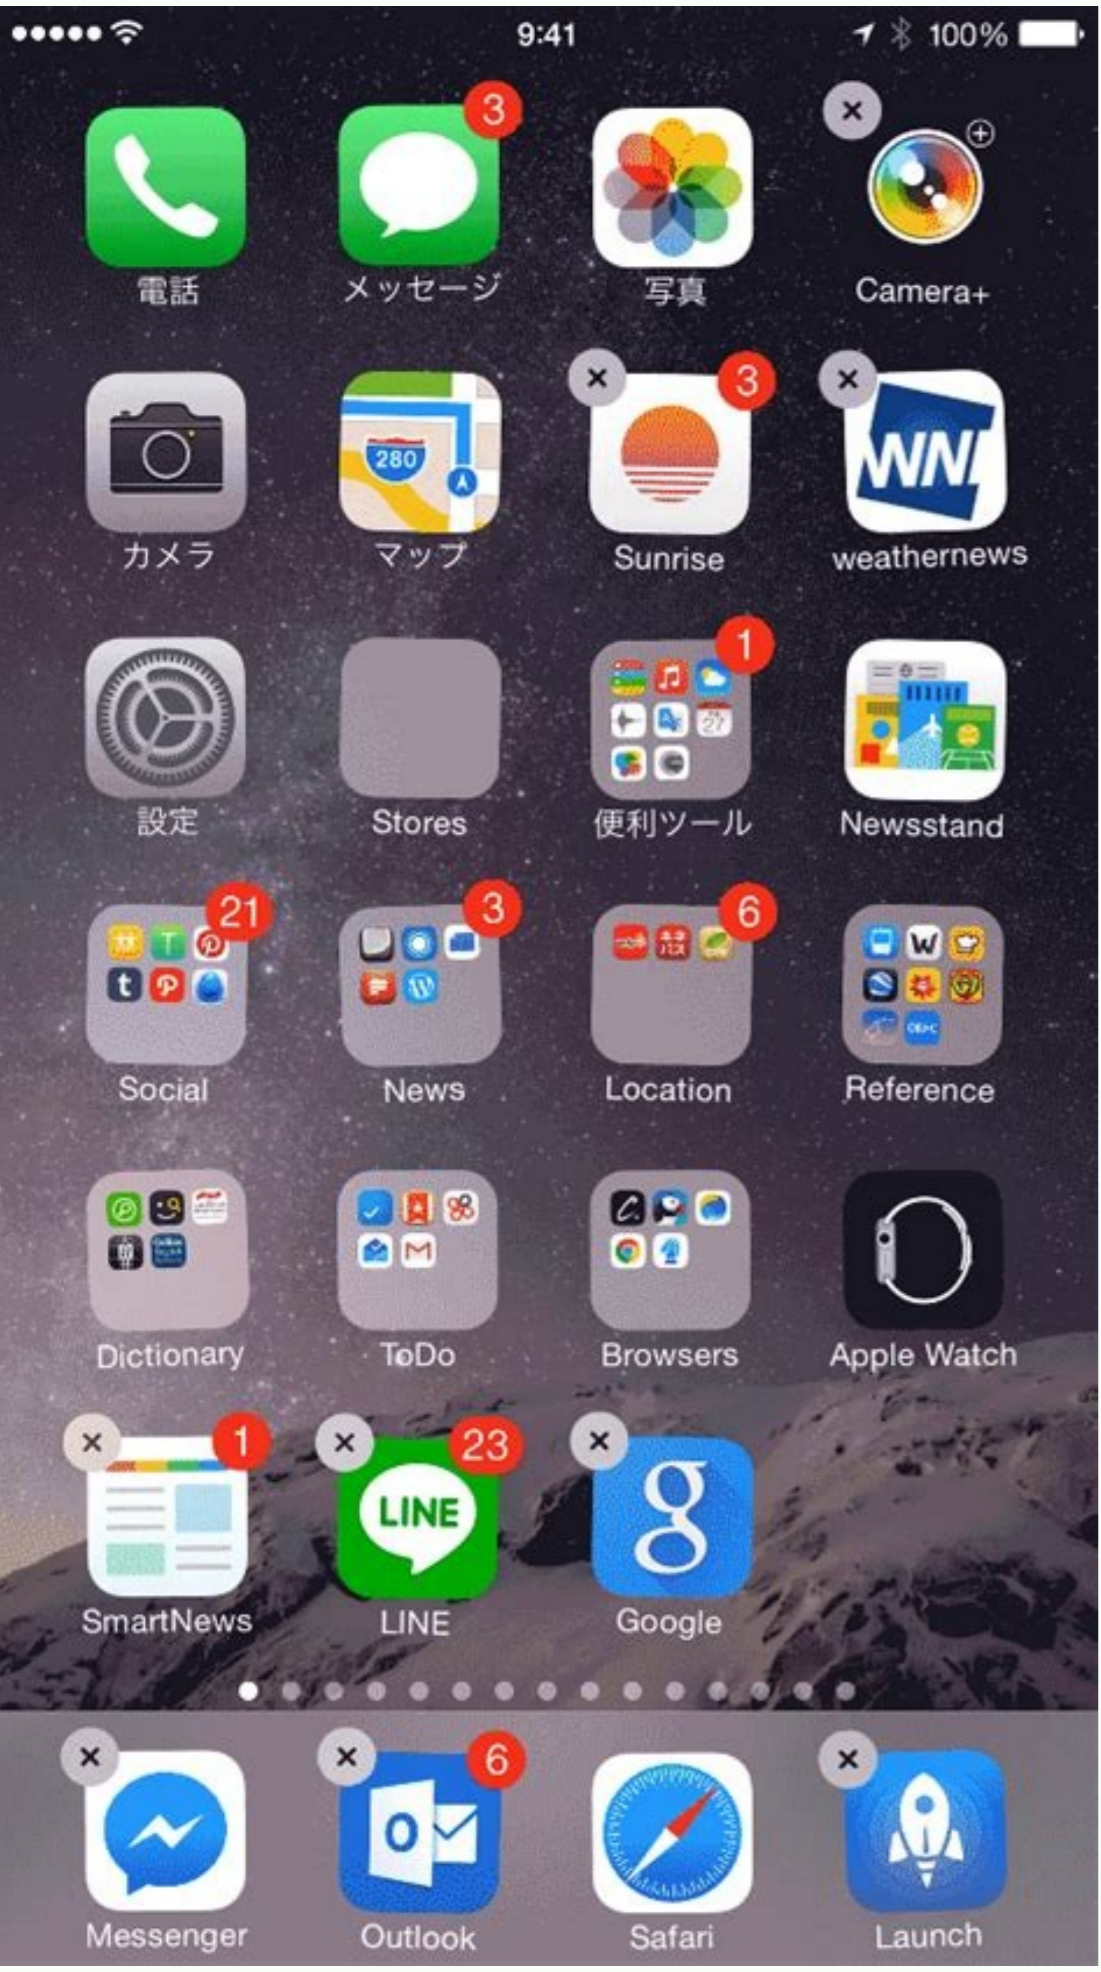 9:41
100%
3
電話
メッセージ
写真
Camera+
3
280
WN
カメラ
マップ
Sunrise
weathernews
1
27
設定
Stores
便利ツール
Newsstand
21
3
6
T
t
W
Social
News
Location
Reference
Dictionary
ToDo
Browsers
Apple Watch
1
23
LINE
g
SmartNews
LINE
Google
6
O
Messenger
Outlook
Safari
Launch